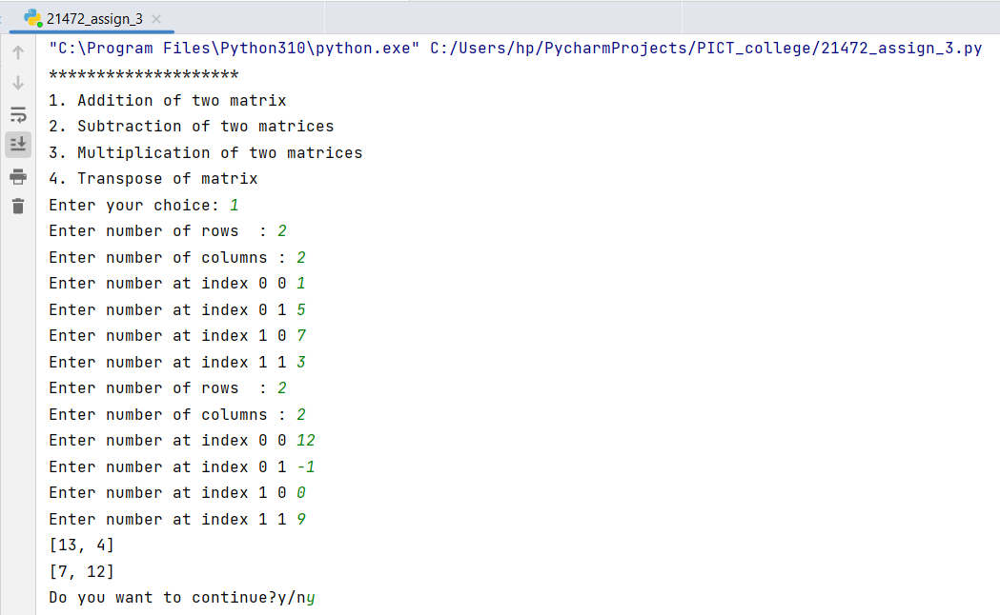 21472_assign_3
"C:\Program Files\Python310\python.exe" C:/Users/hp/PycharmProjects/PICT_college/21472_assign_3.py
********************
1. Addition of two matrix
2. Subtraction of two matrices
3. Multiplication of two matrices
4. Transpose of matrix
Enter your choice: 1
Enter number of rows  : 2
Enter number of columns : 2
Enter number at index 0 0 1
Enter number at index 0 1 5
Enter number at index 1 0 7
Enter number at index 1 1 3
Enter number of rows  : 2
Enter number of columns : 2
Enter number at index 0 0 12
Enter number at index 0 1 -1
Enter number at index 1 0 0
Enter number at index 1 1 9
[13, 4]
[7, 12]
Do you want to continue?y/ny